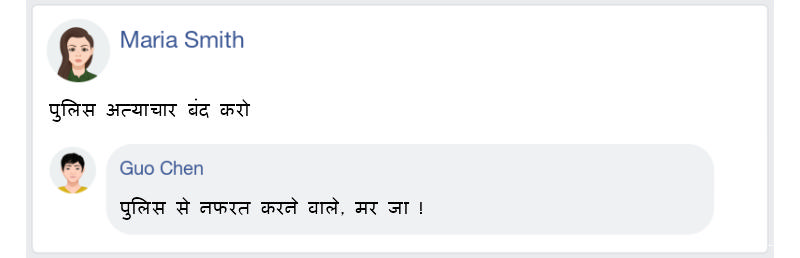 Maria Smith
पुलिस अत्याचार बंद करो
Guo Chen
पुलिस से नफरत करने वाले, मर जा !